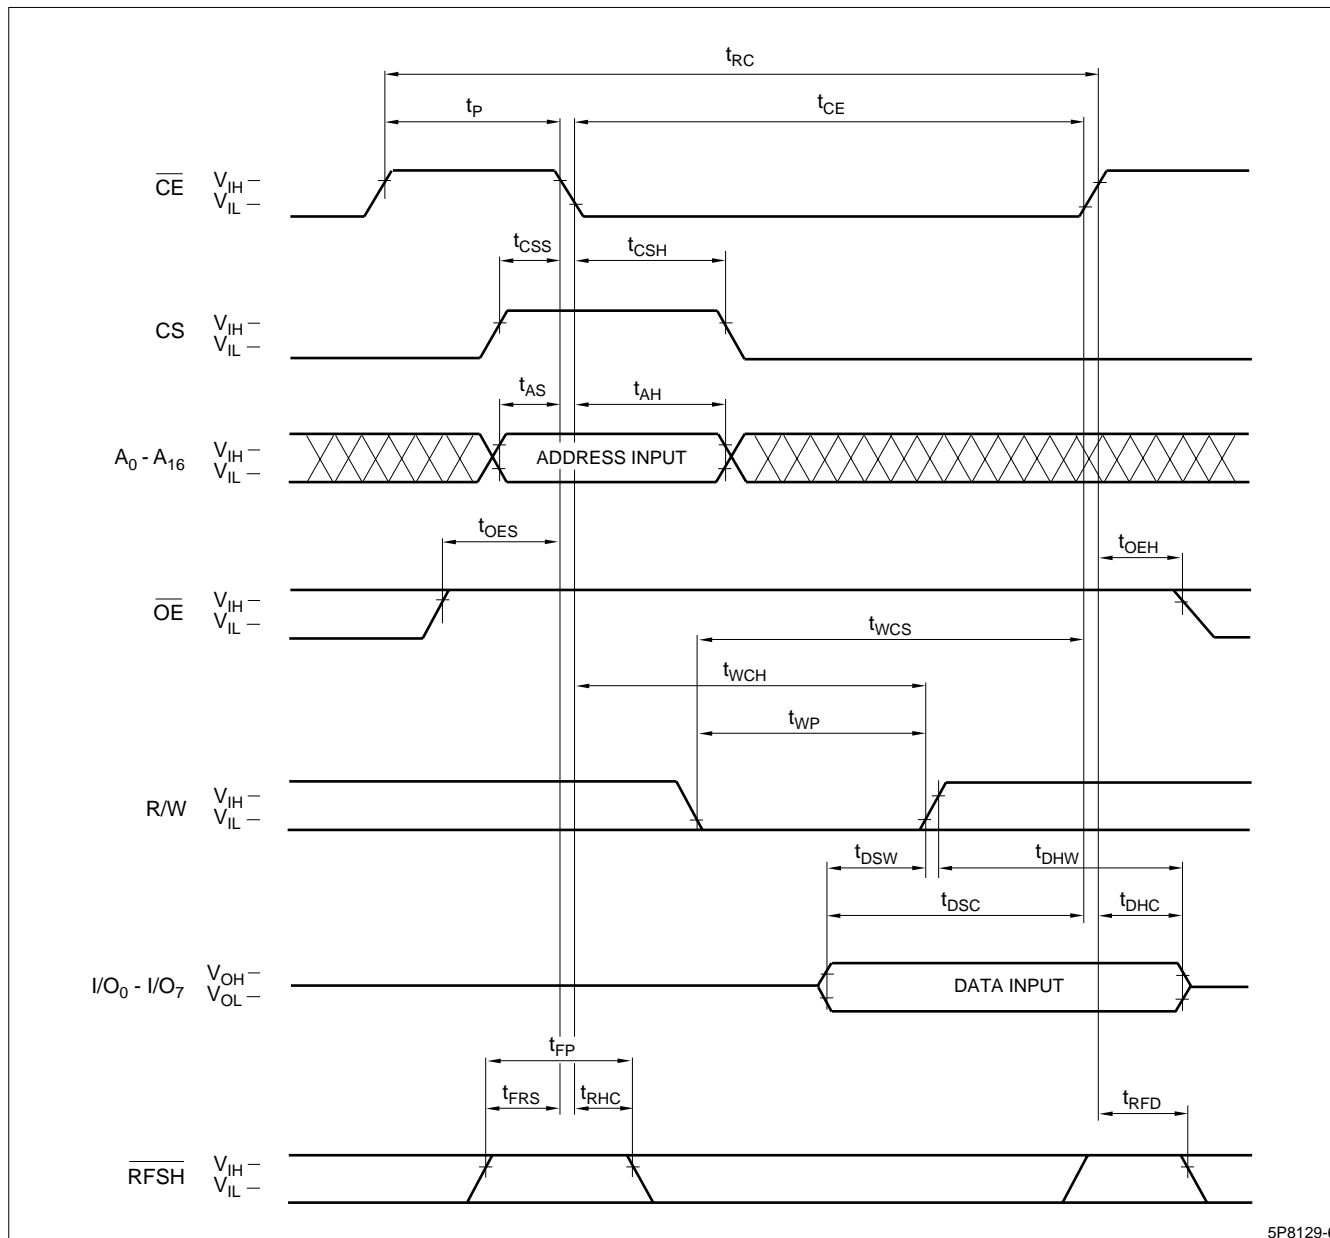 tRC
tP
tCE
CE
VIH
VIL
tCSS
tCSH
CS
VIH
VIL
tAS
tAH
A0 - A16
VIH
VIL
ADDRESS INPUT
tOES
tOEH
OE
VIH
VIL
tWCS
tWCH
tWP
R/W
VIH
VIL
tDSW
tDHW
tDSC
tDHC
I/O0 - I/O7
VOH
VOL
DATA INPUT
tFP
tFRS
tRHC
tRFD
RFSH
VIH
VIL